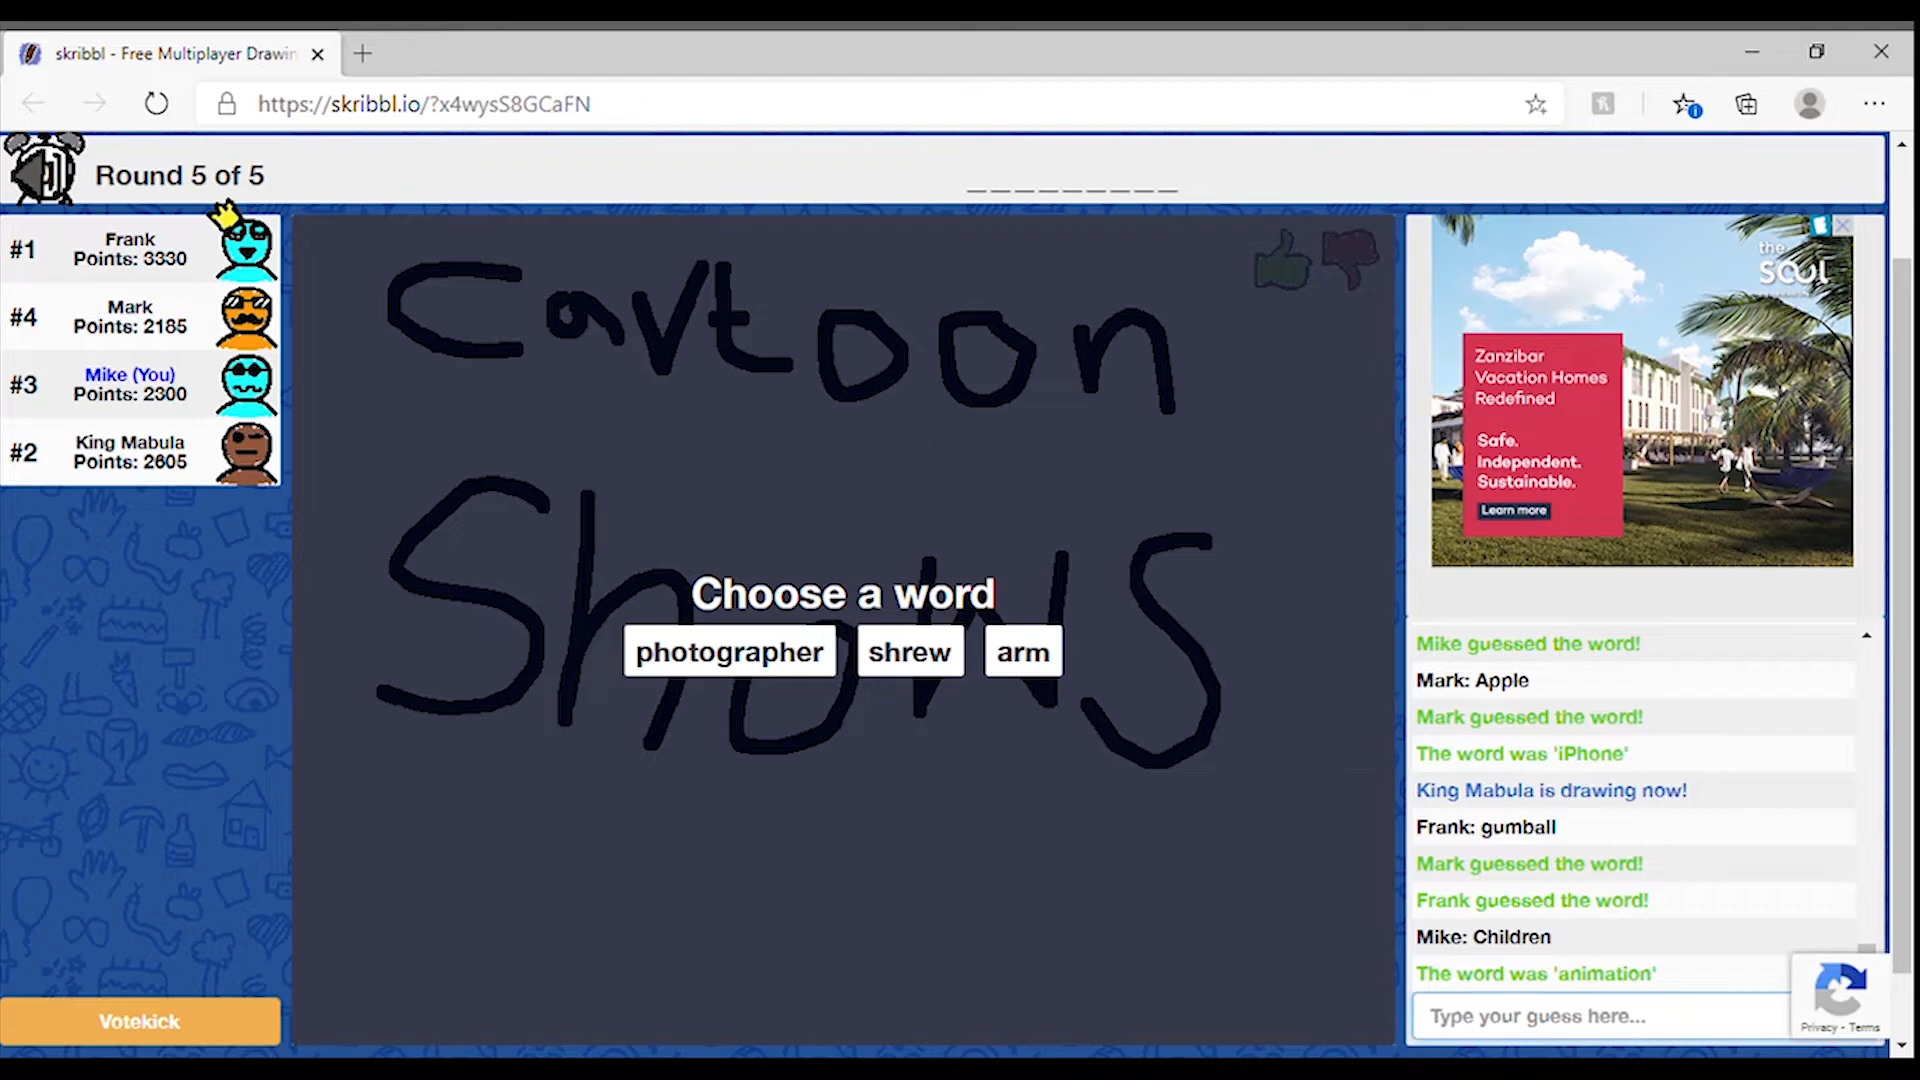 skribbl - Free Multiplayer Drawin
https://skribbl.io/?x4wysS8GCaFN
Round 5 of 5
_ _ _ _ _ _ _ _ _
#1
Frank
Points: 3330
#4
Mark
Points: 2185
#3
Mike (You)
Points: 2300
#2
King Mabula
Points: 2605
Votekick
Cartoon
Shows
Choose a word
photographer shrew arm
the
SOUL
Zanzibar
Vacation Homes
Redefined
Safe.
Independent.
Sustainable.
Learn more
Mike guessed the word!
Mark: Apple
Mark guessed the word!
The word was 'iPhone'
King Mabula is drawing now!
Frank: gumball
Mark guessed the word!
Frank guessed the word!
Mike: Children
The word was 'animation'
Type your guess here...
Privacy - Terms